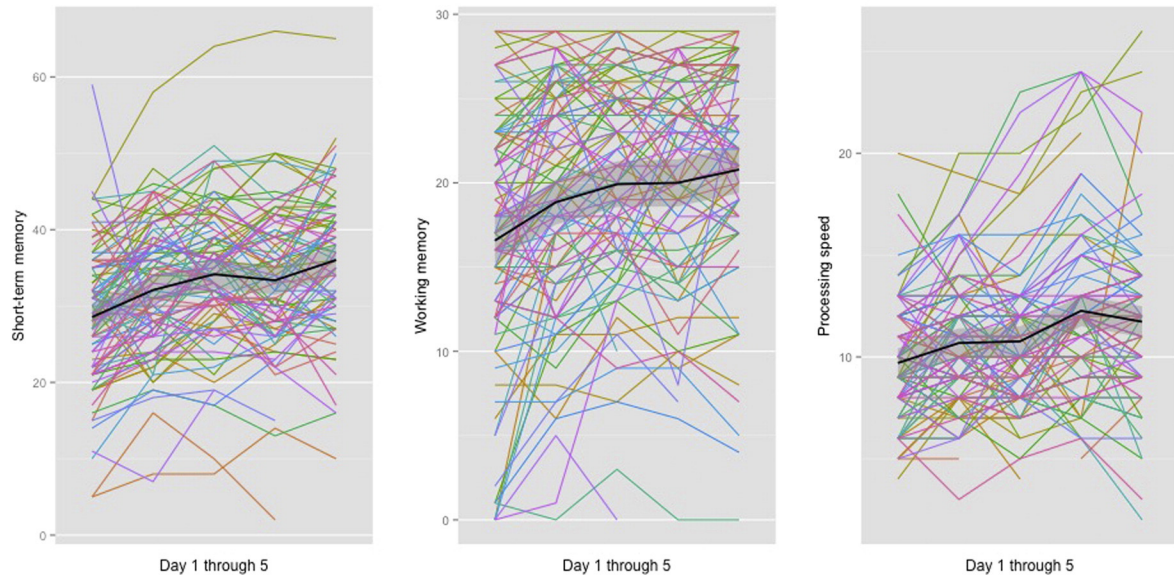 Short-term memory
60
40
20
0
Day 1 through 5
Working memory
30
20
10
0
Day 1 through 5
Processing speed
20
10
Day 1 through 5